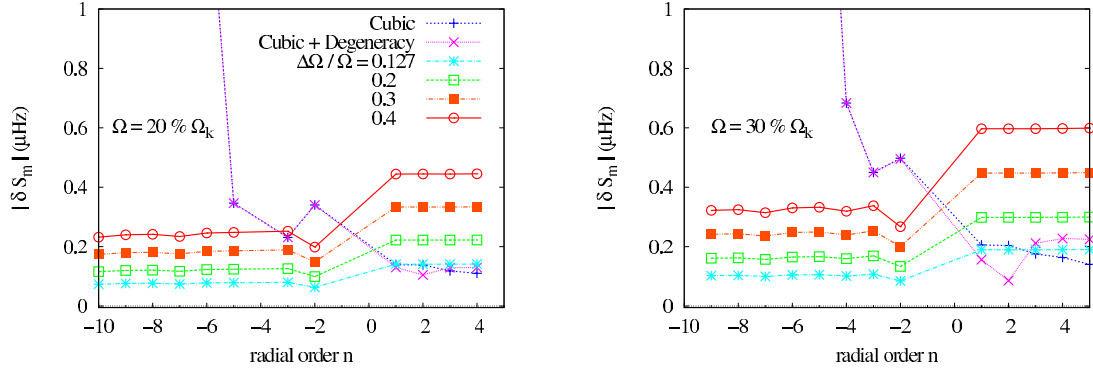 1
0.8
0.6
0.4
0.2
0
| δ S_m | (μHz)
Cubic
Cubic + Degeneracy
ΔΩ / Ω = 0.127
0.2
0.3
0.4
Ω = 20 % Ω_k
−10 −8 −6 −4 −2 0 2 4
radial order n
1
0.8
0.6
0.4
0.2
0
| δ S_m | (μHz)
Ω = 30 % Ω_k
−10 −8 −6 −4 −2 0 2 4
radial order n